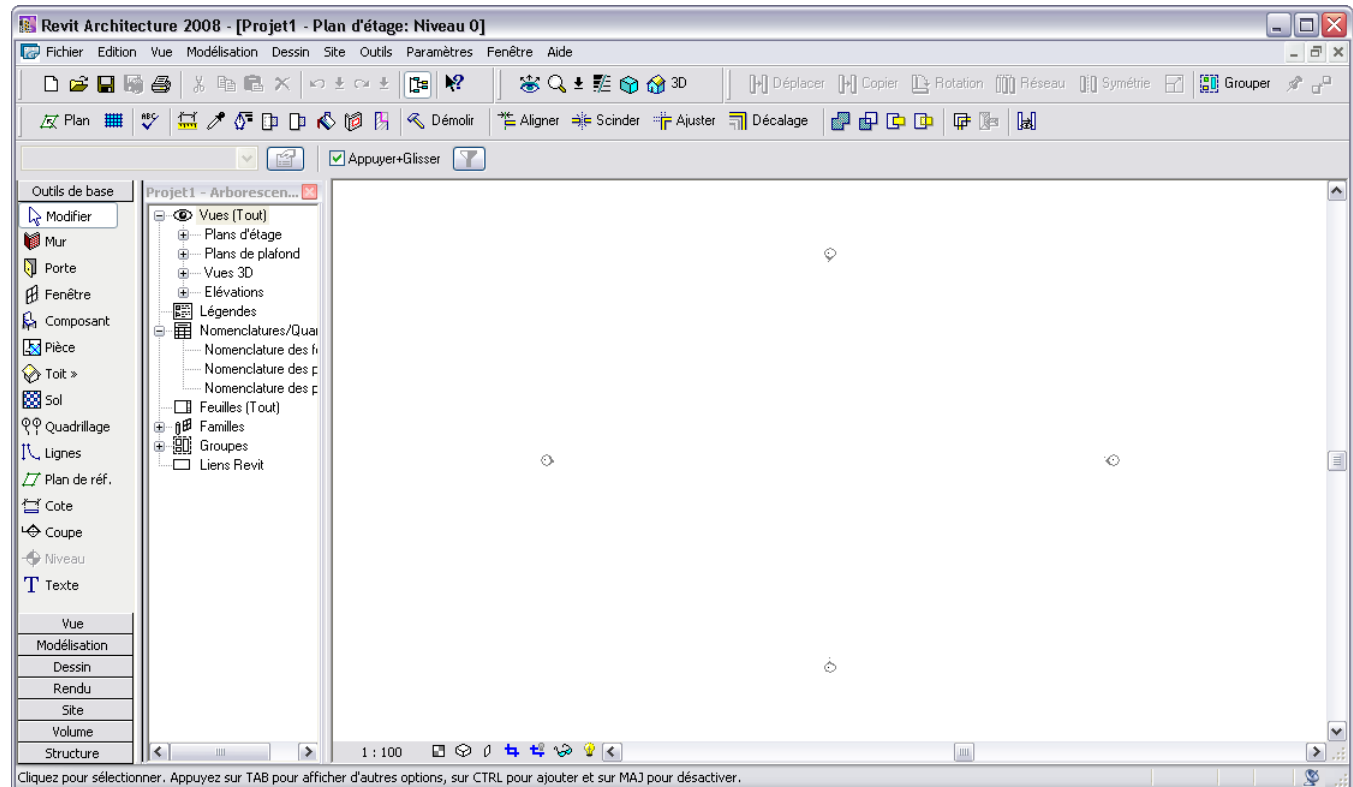 Revit Architecture 2008 - [Projet1 - Plan d'étage: Niveau 0]
Fichier Edition Vue Modélisation Dessin Site Outils Paramètres Fenêtre Aide
3D Déplacer Copier Rotation Réseau Symétrie Grouper
Plan Démolir Aligner Scinder Ajuster Décalage
Appuyer+Glisser
Outils de base
Modifier
Mur
Porte
Fenêtre
Composant
Pièce
Toit »
Sol
Quadrillage
Lignes
Plan de réf.
Cote
Coupe
Niveau
Texte
Vue
Modélisation
Dessin
Rendu
Site
Volume
Structure
Projet1 - Arborescen...
Vues (Tout)
Plans d'étage
Plans de plafond
Vues 3D
Elévations
Légendes
Nomenclatures/Quan
Nomenclature des f
Nomenclature des p
Nomenclature des p
Feuilles (Tout)
Familles
Groupes
Liens Revit
1 : 100
Cliquez pour sélectionner. Appuyez sur TAB pour afficher d'autres options, sur CTRL pour ajouter et sur MAJ pour désactiver.